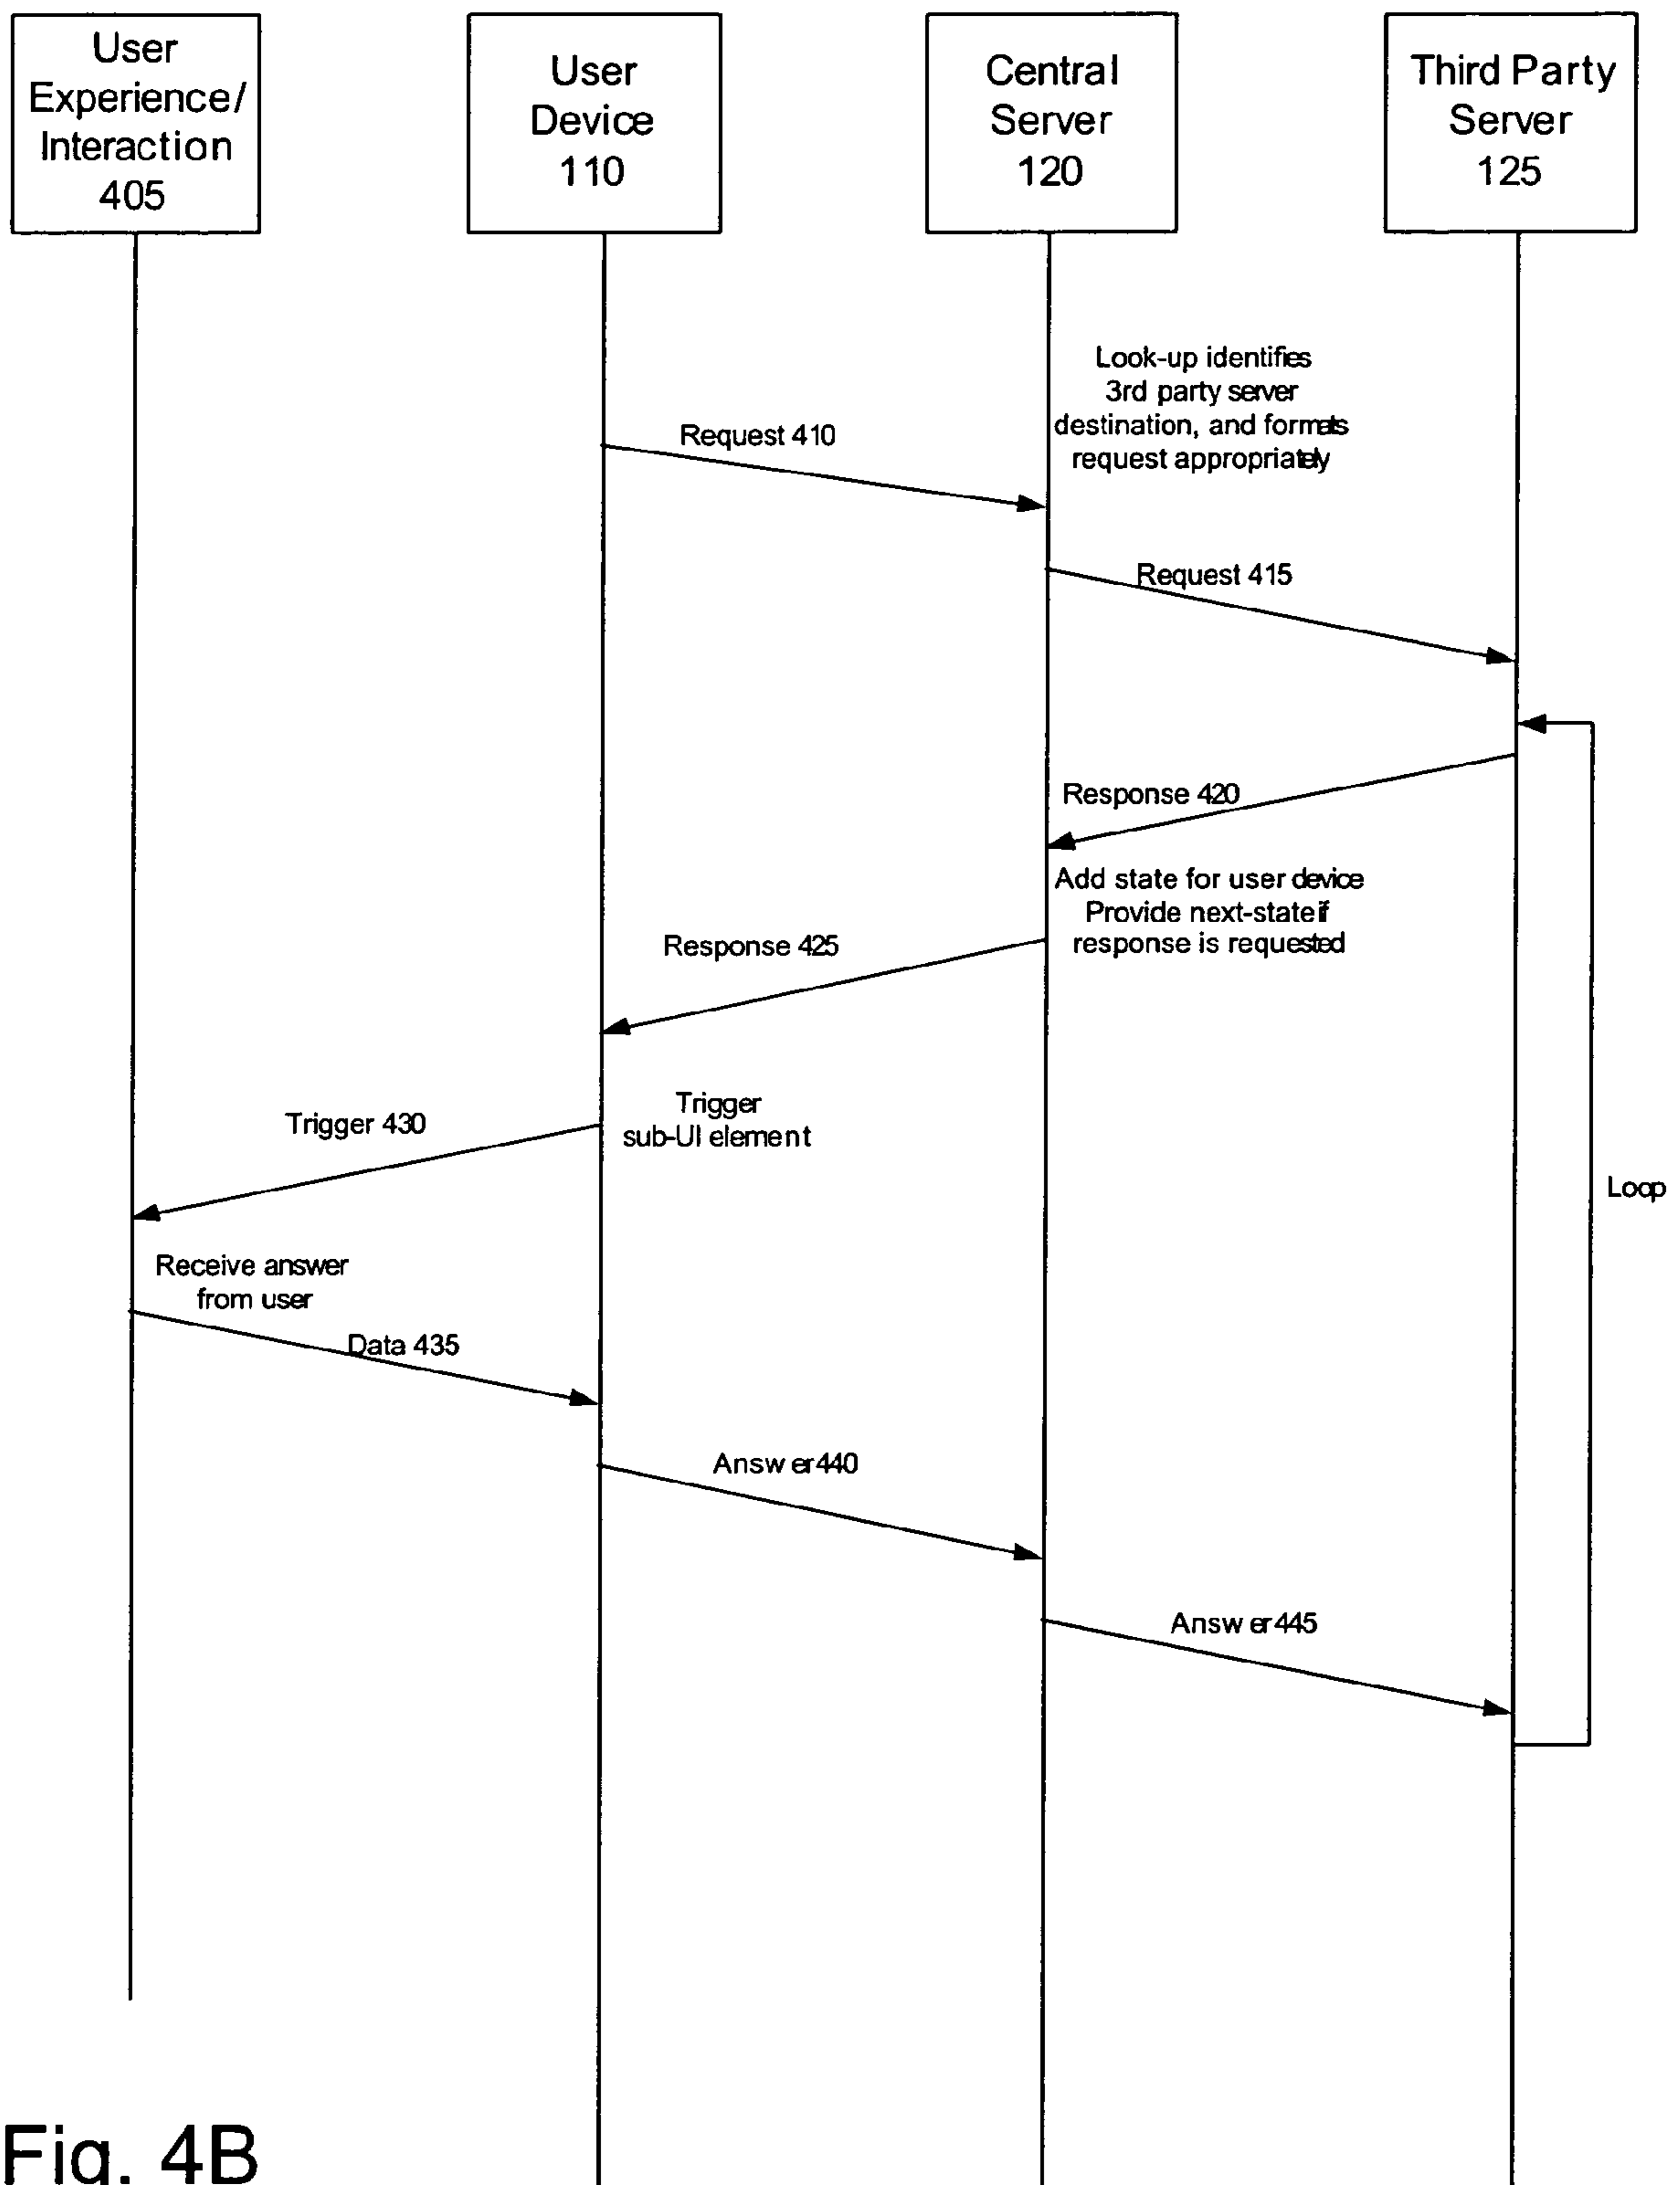 User
Experience/
Interaction
405
User
Device
110
Central
Server
120
Third Party
Server
125
Look-up identifies
3rd party server
destination, and formats
request appropriately
Request 410
Request 415
Response 420
Add state for user device
Provide next-state if
response is requested
Response 425
Trigger
sub-UI element
Trigger 430
Loop
Receive answer
from user
Data 435
Answer 440
Answer 445
Fig. 4B